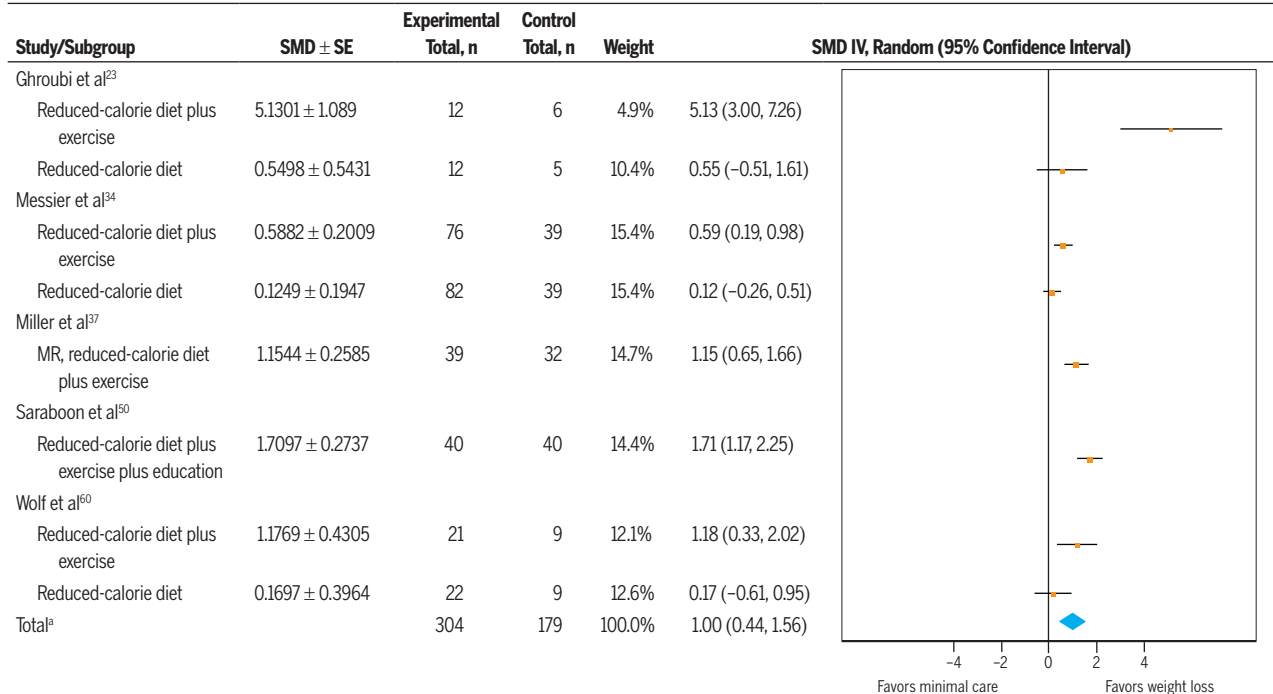 Experimental Control
Study/Subgroup SMD ± SE Total, n Total, n Weight SMD IV, Random (95% Confidence Interval)
Ghroubi et al23
Reduced-calorie diet plus 5.1301 ± 1.089 12 6 4.9% 5.13 (3.00, 7.26)
exercise
Reduced-calorie diet 0.5498 ± 0.5431 12 5 10.4% 0.55 (–0.51, 1.61)
Messier et al34
Reduced-calorie diet plus 0.5882 ± 0.2009 76 39 15.4% 0.59 (0.19, 0.98)
exercise
Reduced-calorie diet 0.1249 ± 0.1947 82 39 15.4% 0.12 (–0.26, 0.51)
Miller et al37
MR, reduced-calorie diet 1.1544 ± 0.2585 39 32 14.7% 1.15 (0.65, 1.66)
plus exercise
Saraboon et al50
Reduced-calorie diet plus 1.7097 ± 0.2737 40 40 14.4% 1.71 (1.17, 2.25)
exercise plus education
Wolf et al60
Reduced-calorie diet plus 1.1769 ± 0.4305 21 9 12.1% 1.18 (0.33, 2.02)
exercise
Reduced-calorie diet 0.1697 ± 0.3964 22 9 12.6% 0.17 (–0.61, 0.95)
Totala 304 179 100.0% 1.00 (0.44, 1.56)
–4 –2 0 2 4
Favors minimal care Favors weight loss